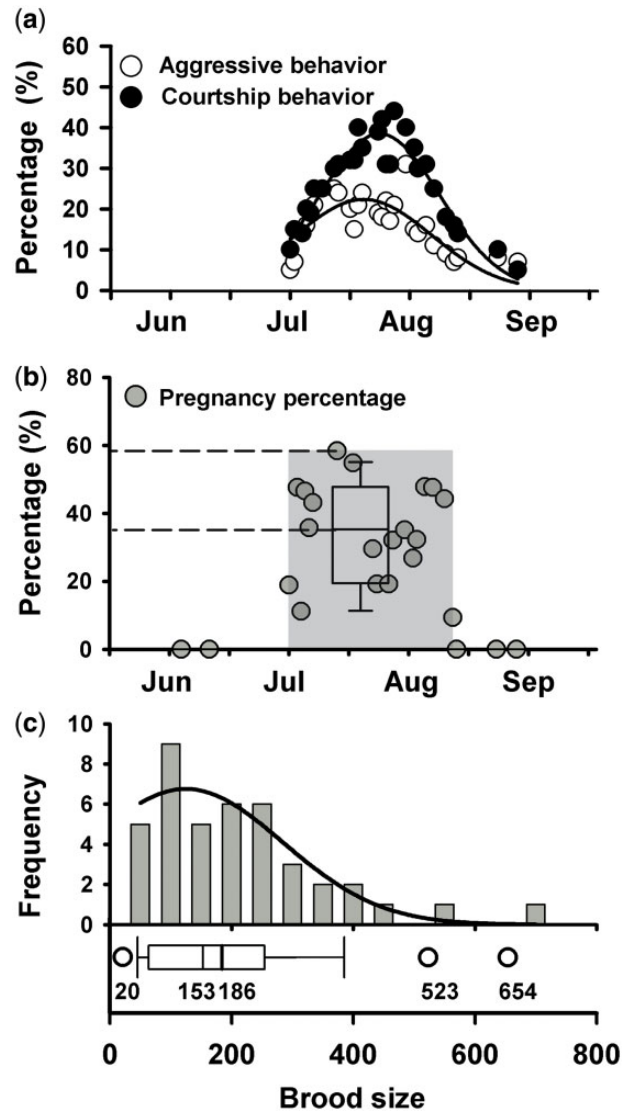 (a)
60
50
40
30
20
10
0
Percentage (%)
Aggressive behavior
Courtship behavior
Jun Jul Aug Sep
(b)
80
60
40
20
0
Percentage (%)
Pregnancy percentage
Jun Jul Aug Sep
(c)
10
8
6
4
2
0
Frequency
20 153 186 523 654
0 200 400 600 800
Brood size